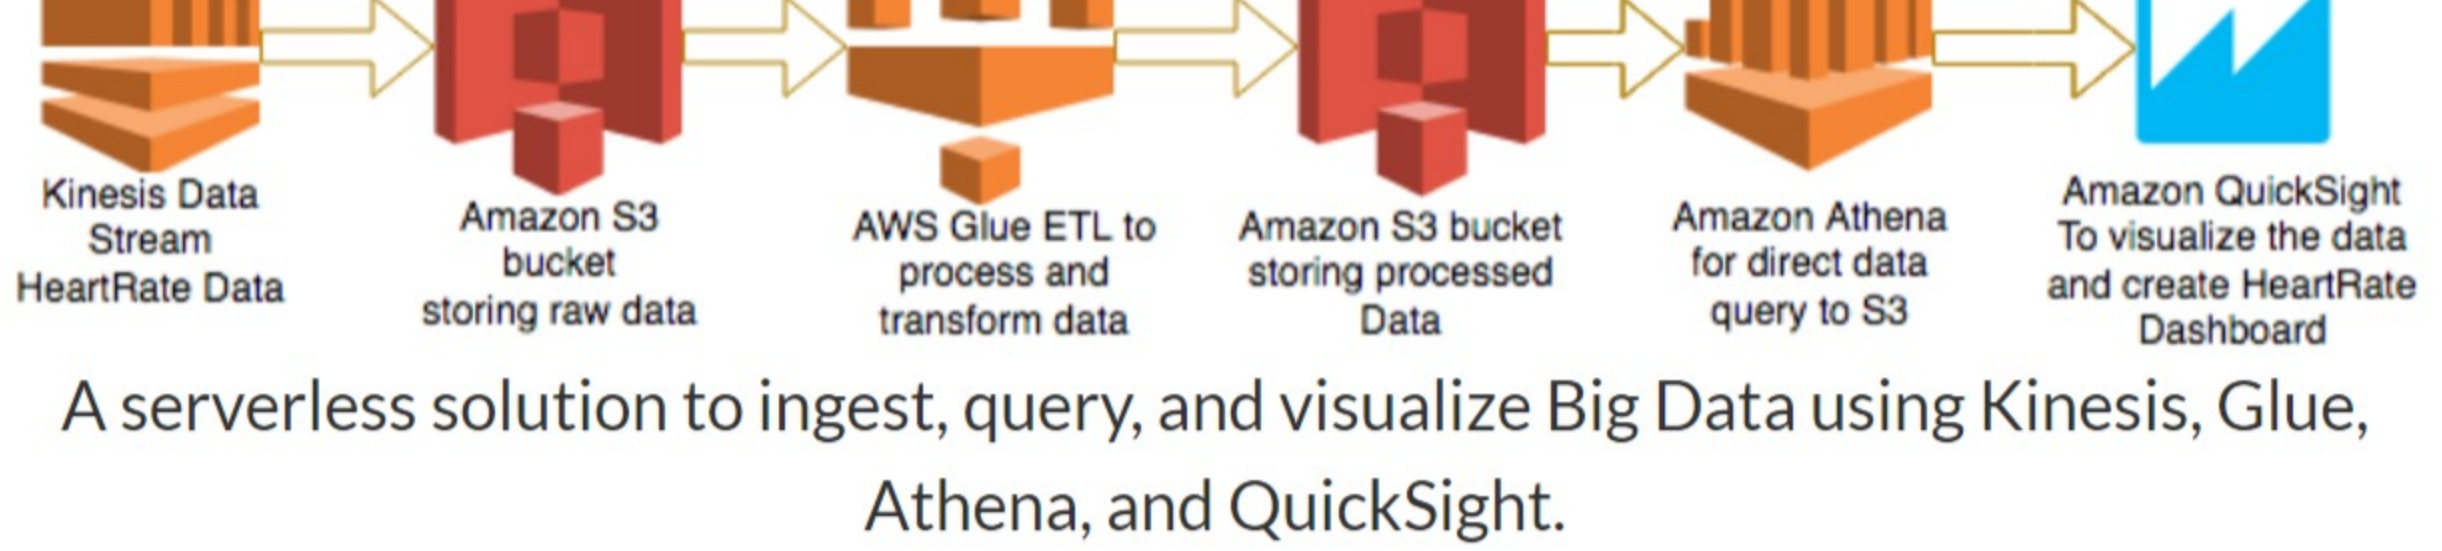 Kinesis Data
Stream
HeartRate Data
Amazon S3
bucket
storing raw data
AWS Glue ETL to
process and
transform data
Amazon S3 bucket
storing processed
Data
Amazon Athena
for direct data
query to S3
Amazon QuickSight
To visualize the data
and create HeartRate
Dashboard
A serverless solution to ingest, query, and visualize Big Data using Kinesis, Glue,
Athena, and QuickSight.